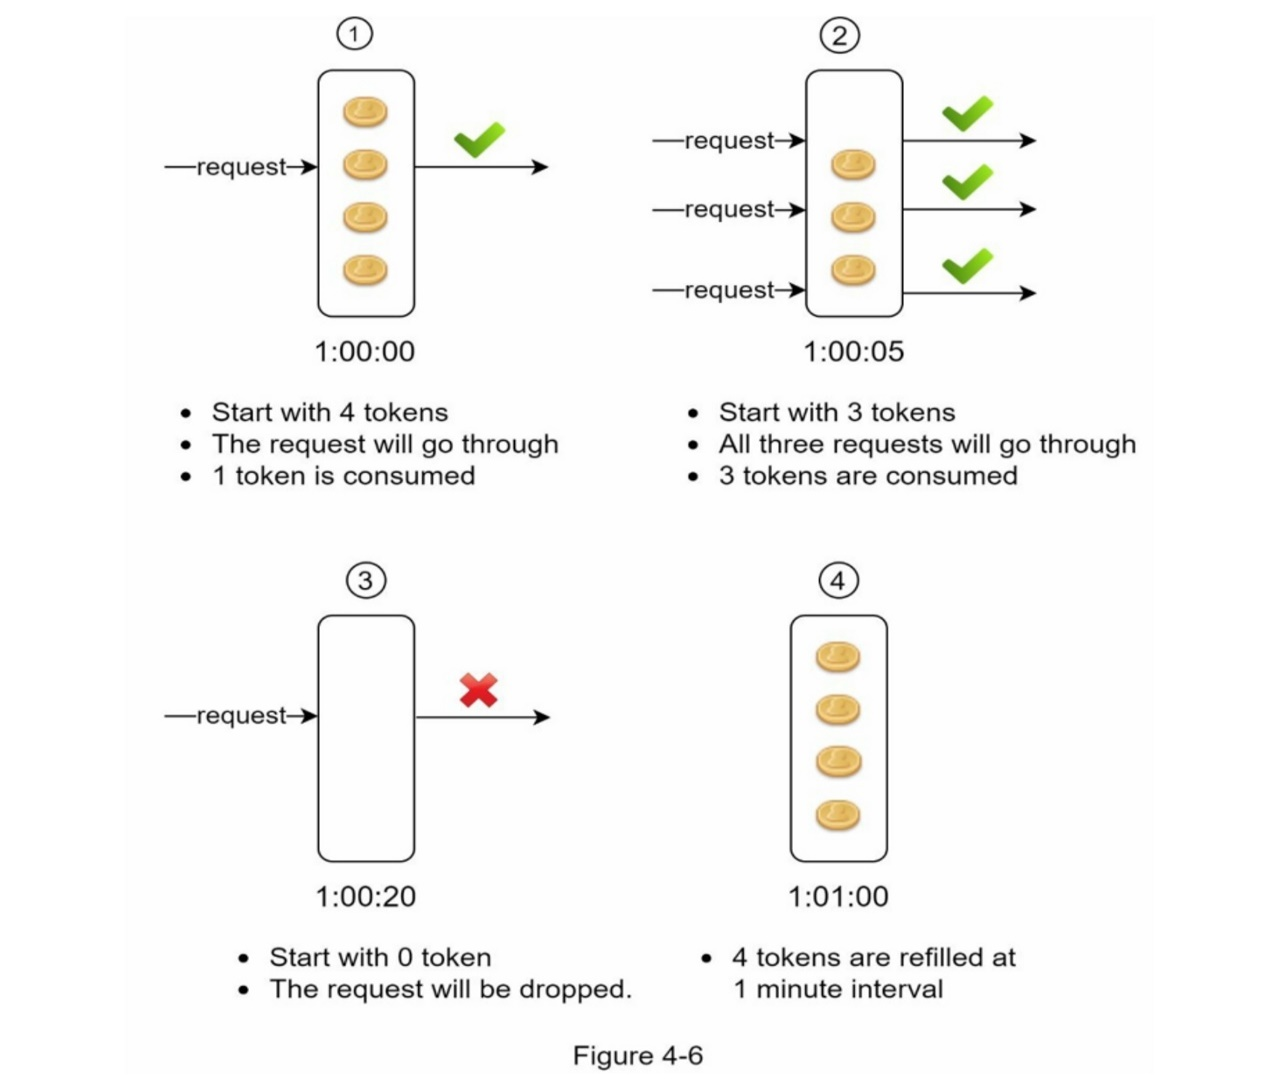 1
request
1:00:00
• Start with 4 tokens
• The request will go through
• 1 token is consumed
2
request
request
request
1:00:05
• Start with 3 tokens
• All three requests will go through
• 3 tokens are consumed
3
request
1:00:20
• Start with 0 token
• The request will be dropped.
4
1:01:00
• 4 tokens are refilled at
1 minute interval
Figure 4-6